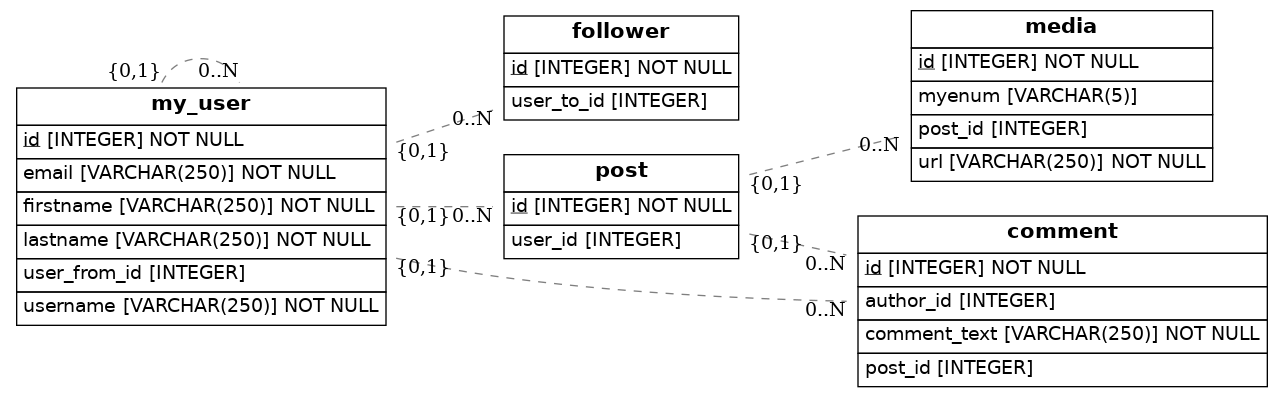 {0,1}
0..N
my_user
id [INTEGER] NOT NULL
email [VARCHAR(250)] NOT NULL
firstname [VARCHAR(250)] NOT NULL
lastname [VARCHAR(250)] NOT NULL
user_from_id [INTEGER]
username [VARCHAR(250)] NOT NULL
0..N
{0,1}
{0,1}
0..N
{0,1}
0..N
follower
id [INTEGER] NOT NULL
user_to_id [INTEGER]
post
id [INTEGER] NOT NULL
user_id [INTEGER]
0..N
{0,1}
{0,1}
0..N
media
id [INTEGER] NOT NULL
myenum [VARCHAR(5)]
post_id [INTEGER]
url [VARCHAR(250)] NOT NULL
comment
id [INTEGER] NOT NULL
author_id [INTEGER]
comment_text [VARCHAR(250)] NOT NULL
post_id [INTEGER]